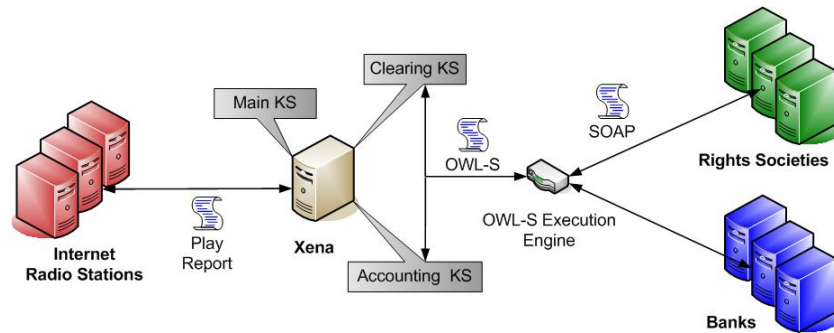 Clearing KS
Main KS
SOAP
OWL-S
Rights Societies
Play
Report
Internet
Radio Stations
Xena
OWL-S Execution
Engine
Accounting KS
Banks